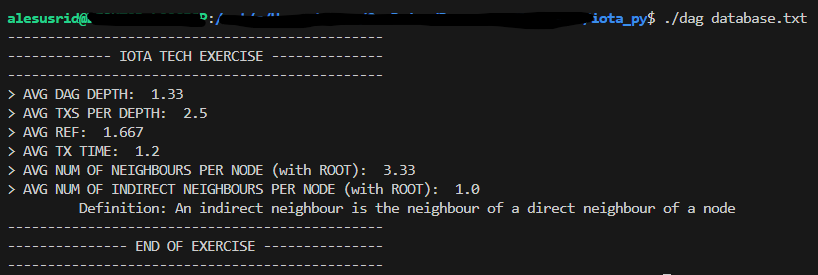 alesusrid@ :/ /iota_py$ ./dag database.txt
--------------------------------------------------
------------- IOTA TECH EXERCISE --------------
--------------------------------------------------
> AVG DAG DEPTH:  1.33
> AVG TXS PER DEPTH:  2.5
> AVG REF:  1.667
> AVG TX TIME:  1.2
> AVG NUM OF NEIGHBOURS PER NODE (with ROOT):  3.33
> AVG NUM OF INDIRECT NEIGHBOURS PER NODE (with ROOT):  1.0
Definition: An indirect neighbour is the neighbour of a direct neighbour of a node
--------------------------------------------------
--------------- END OF EXERCISE ---------------
--------------------------------------------------